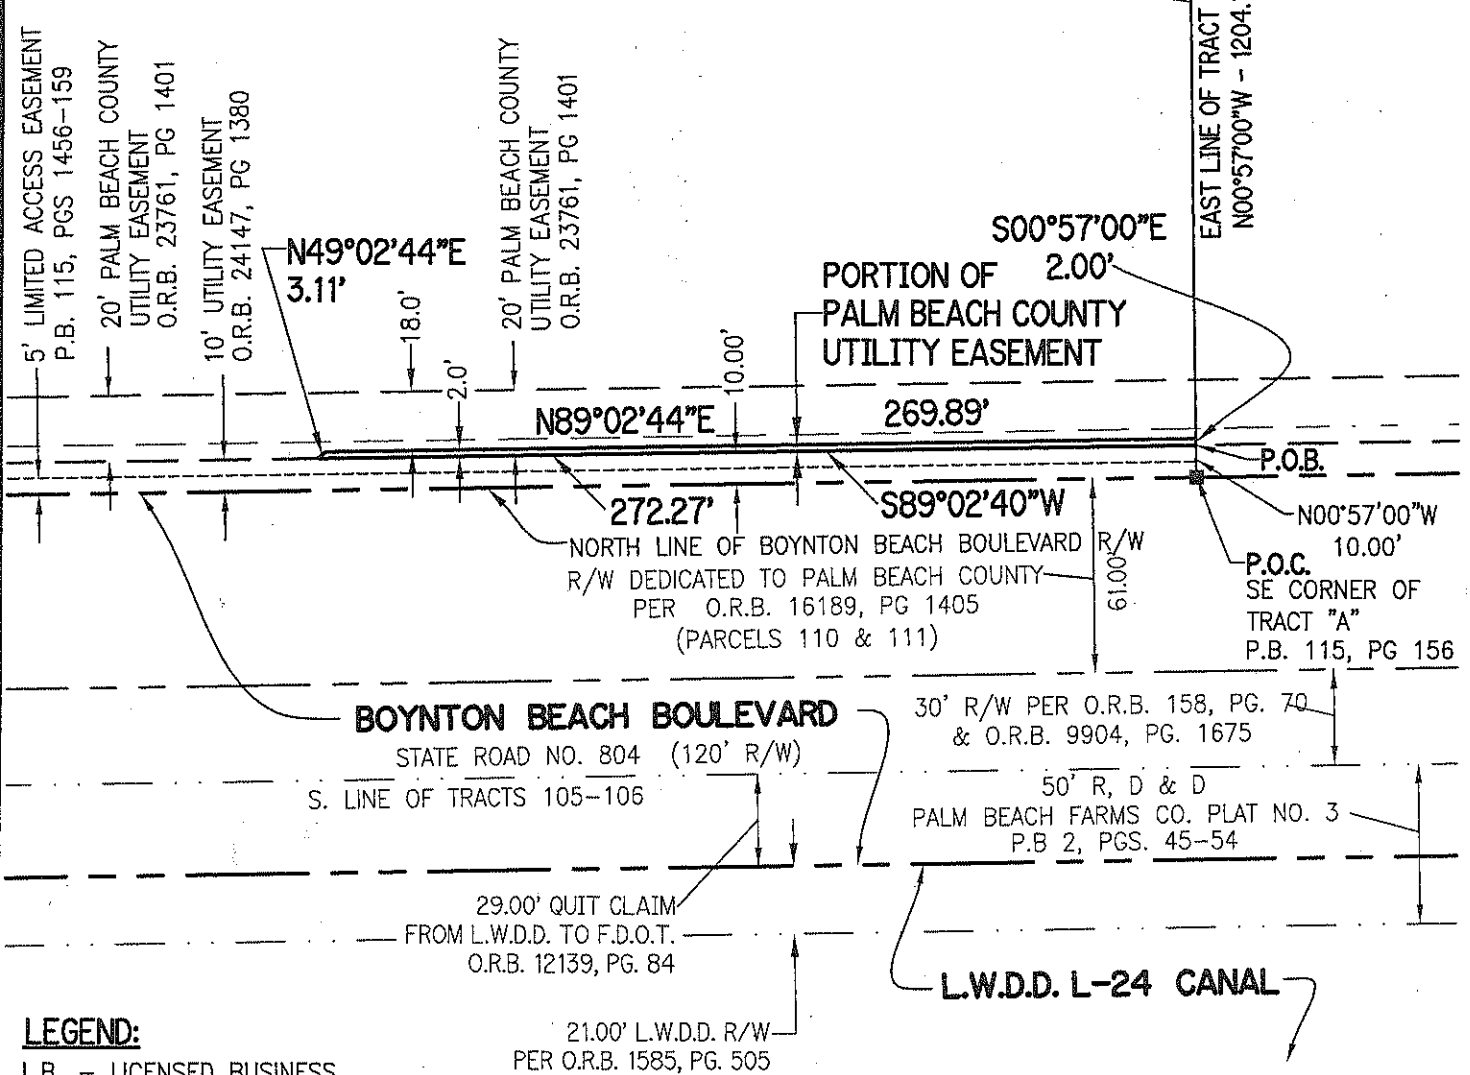 5' LIMITED ACCESS EASEMENT
P.B. 115, PGS 1456-159
20' PALM BEACH COUNTY
UTILITY EASEMENT
O.R.B. 23761, PG 1401
10' UTILITY EASEMENT
O.R.B. 24147, PG 1380
N49°02'44"E
3.11'
18.0'
2.0'
20' PALM BEACH COUNTY
UTILITY EASEMENT
O.R.B. 23761, PG 1401
10.00'
PORTION OF
PALM BEACH COUNTY
UTILITY EASEMENT
S00°57'00"E
2.00'
EAST LINE OF TRACT
N00°57'00"W - 1204.
N89°02'44"E
269.89'
P.O.B.
272.27'
S89°02'40"W
N00°57'00"W
10.00'
NORTH LINE OF BOYNTON BEACH BOULEVARD R/W
R/W DEDICATED TO PALM BEACH COUNTY
PER O.R.B. 16189, PG 1405
(PARCELS 110 & 111)
61.00'
P.O.C.
SE CORNER OF
TRACT "A"
P.B. 115, PG 156
BOYNTON BEACH BOULEVARD
STATE ROAD NO. 804 (120' R/W)
30' R/W PER O.R.B. 158, PG. 70
& O.R.B. 9904, PG. 1675
S. LINE OF TRACTS 105-106
50' R, D & D
PALM BEACH FARMS CO. PLAT NO. 3
P.B 2, PGS. 45-54
29.00' QUIT CLAIM
FROM L.W.D.D. TO F.D.O.T.
O.R.B. 12139, PG. 84
L.W.D.D. L-24 CANAL
21.00' L.W.D.D. R/W
PER O.R.B. 1585, PG. 505
LEGEND:
L.B. - LICENSED BUSINESS